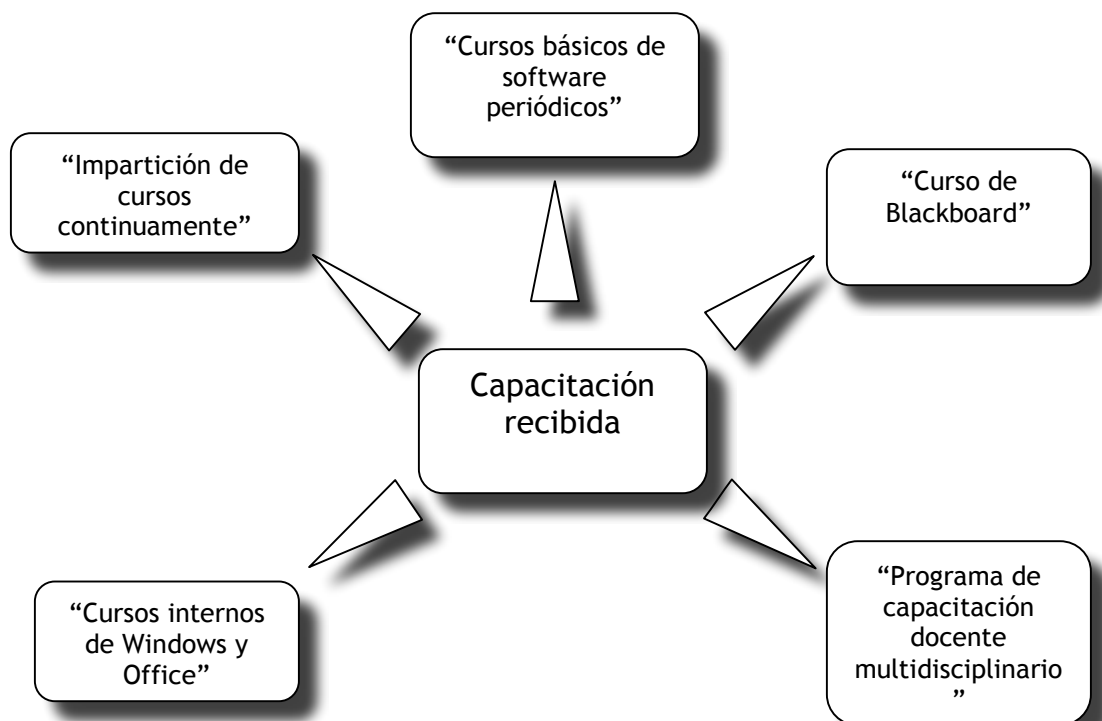 “Cursos básicos de
software
periódicos”
“Impartición de
cursos
continuamente”
“Curso de
Blackboard”
Capacitación
recibida
“Cursos internos
de Windows y
Office”
“Programa de
capacitación
docente
multidisciplinario
”